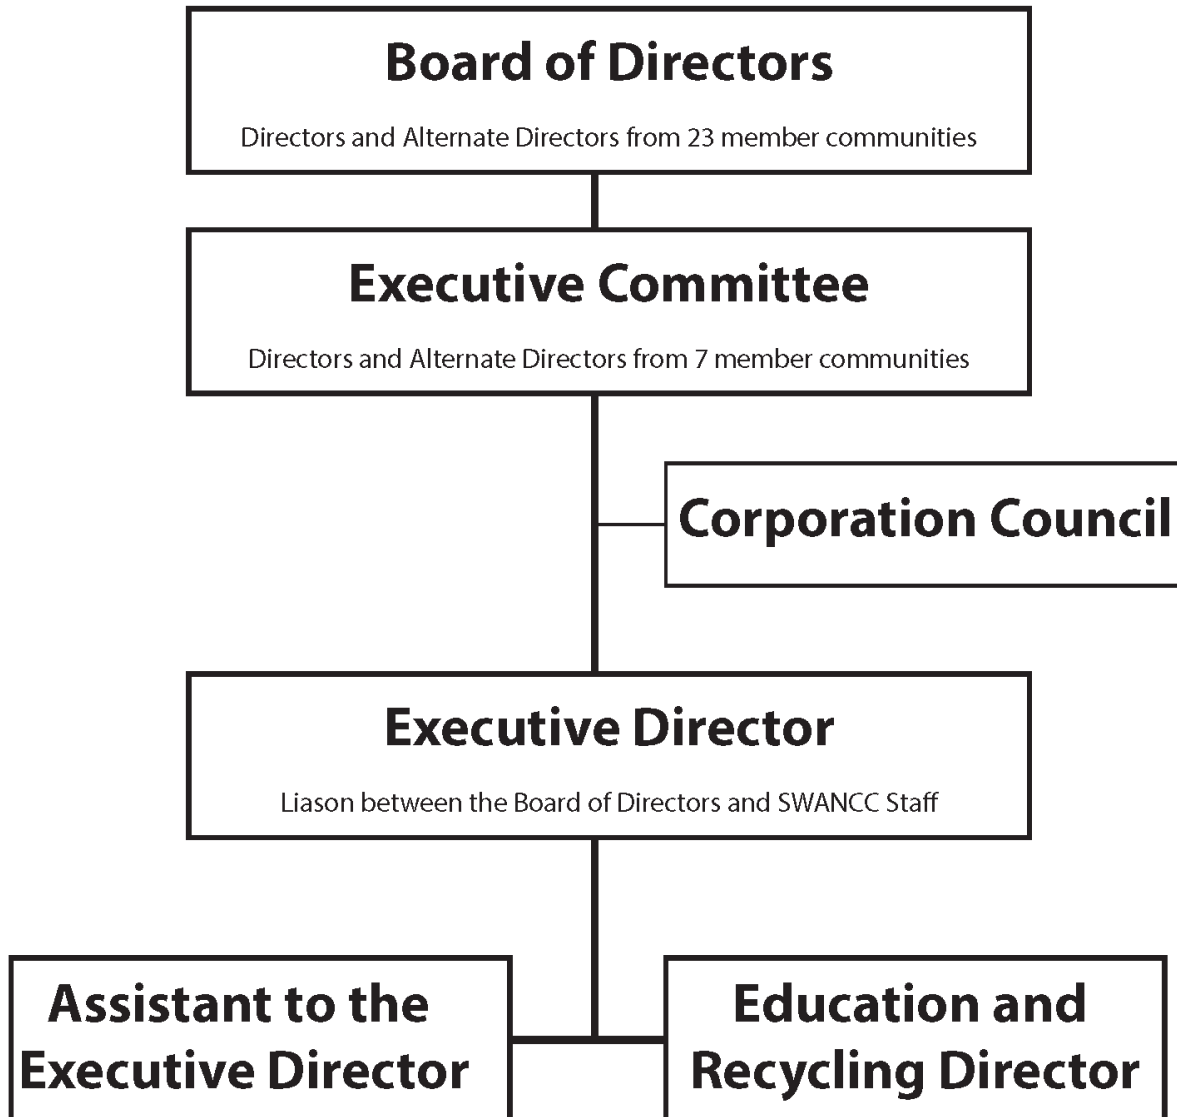 Board of Directors
Directors and Alternate Directors from 23 member communities
Executive Committee
Directors and Alternate Directors from 7 member communities
Corporation Council
Executive Director
Liason between the Board of Directors and SWANCC Staff
Assistant to the
Executive Director
Education and
Recycling Director